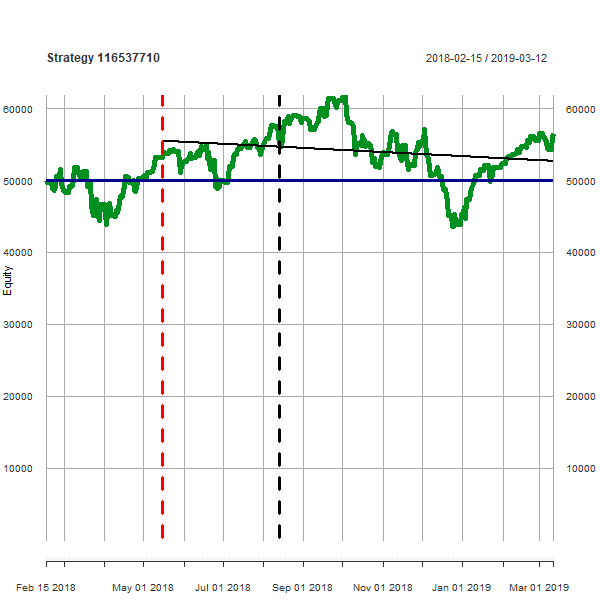 Strategy 116537710
2018-02-15 / 2019-03-12
60000
60000
50000
50000
40000
40000
Equity
30000
30000
20000
20000
10000
10000
Feb 15 2018
May 01 2018
Jul 01 2018
Sep 01 2018
Nov 01 2018
Jan 01 2019
Mar 01 2019